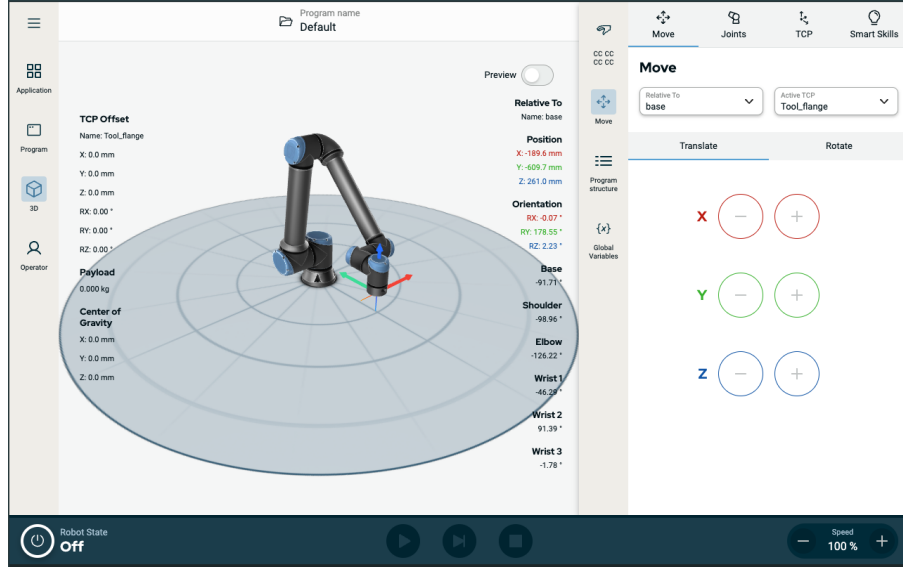 Program name
Default
Application
Program
3D
Operator
Preview
TCP Offset
Name: Tool_flange
X: 0.0 mm
Y: 0.0 mm
Z: 0.0 mm
RX: 0.00 °
RY: 0.00 °
RZ: 0.00 °
Payload
0.000 kg
Center of
Gravity
X: 0.0 mm
Y: 0.0 mm
Z: 0.0 mm
Relative To
Name: base
Position
X: -189.6 mm
Y: -609.7 mm
Z: 261.0 mm
Orientation
RX: -0.07 °
RY: 178.55 °
RZ: 2.23 °
Base
-91.71 °
Shoulder
-98.96 °
Elbow
-126.22 °
Wrist 1
-46.29 °
Wrist 2
91.39 °
Wrist 3
-1.78 °
CC CC
CC CC
Move
Program
structure
{x}
Global
Variables
Move
Joints
TCP
Smart Skills
Move
Relative To
base
Active TCP
Tool_flange
Translate
Rotate
X
Y
Z
Robot State
Off
Speed
100 %